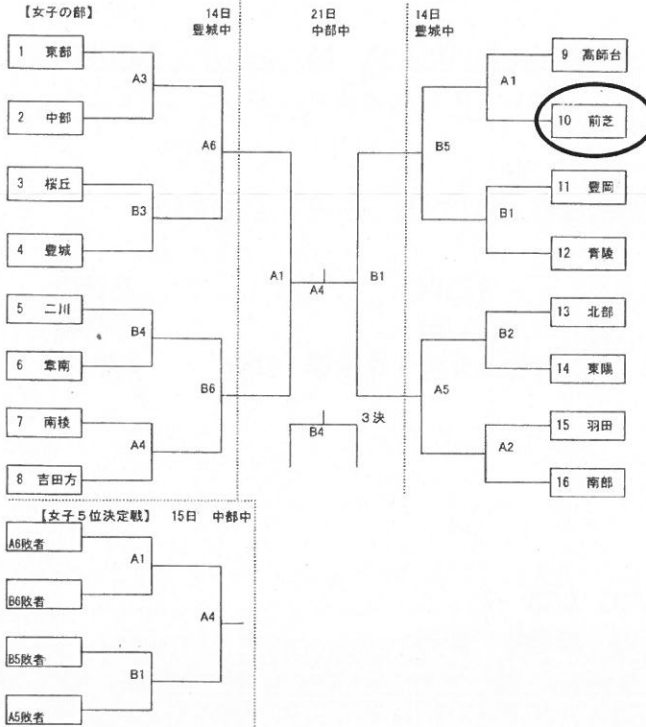 【女子の部】
14日
豊城中
21日
中部中
14日
豊城中
1 東部
2 中部
3 桜丘
4 豊城
5 二川
6 章南
7 南稜
8 吉田方
A3
B3
B4
A4
A6
B6
A1
A4
B1
3決
B4
B5
A5
A1
B1
B2
A2
9 高師台
10 前芝
11 豊岡
12 青陵
13 北部
14 東陽
15 羽田
16 南部
【女子5位決定戦】 15日 中部中
A6敗者
B6敗者
B5敗者
A5敗者
A1
B1
A4